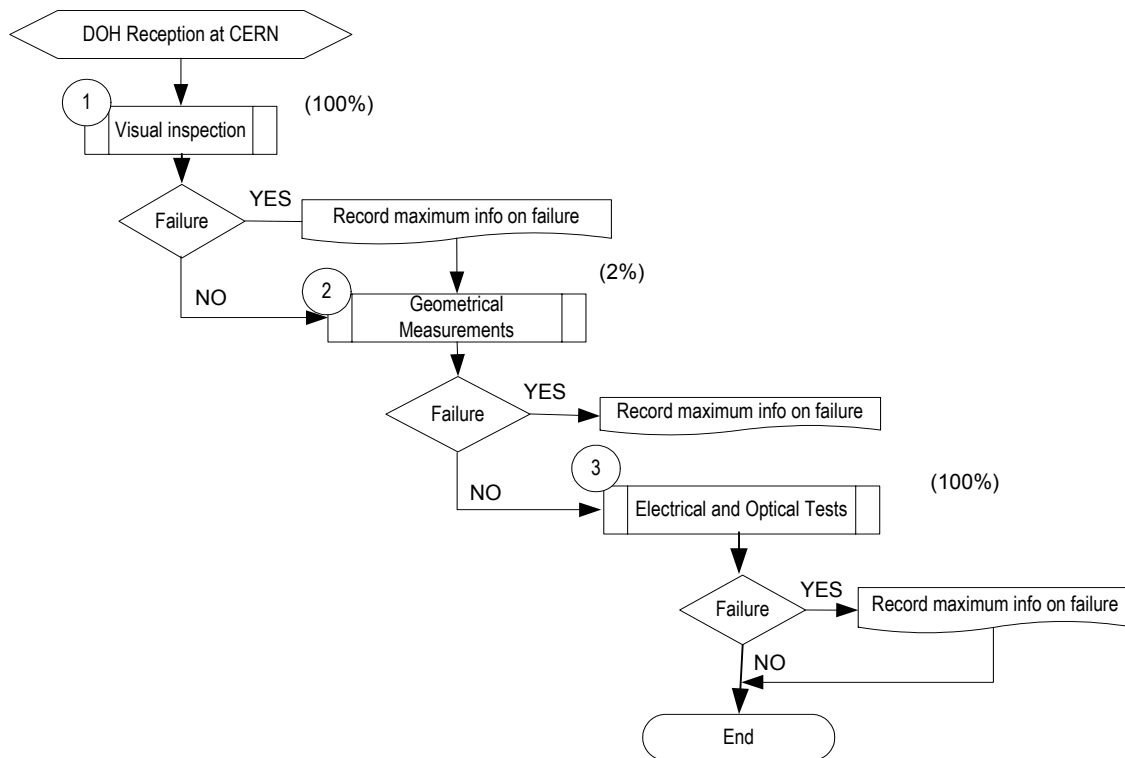 DOH Reception at CERN
1
(100%)
Visual inspection
Failure
YES
Record maximum info on failure
NO
2
(2%)
Geometrical
Measurements
Failure
YES
Record maximum info on failure
NO
3
(100%)
Electrical and Optical Tests
Failure
YES
Record maximum info on failure
NO
End